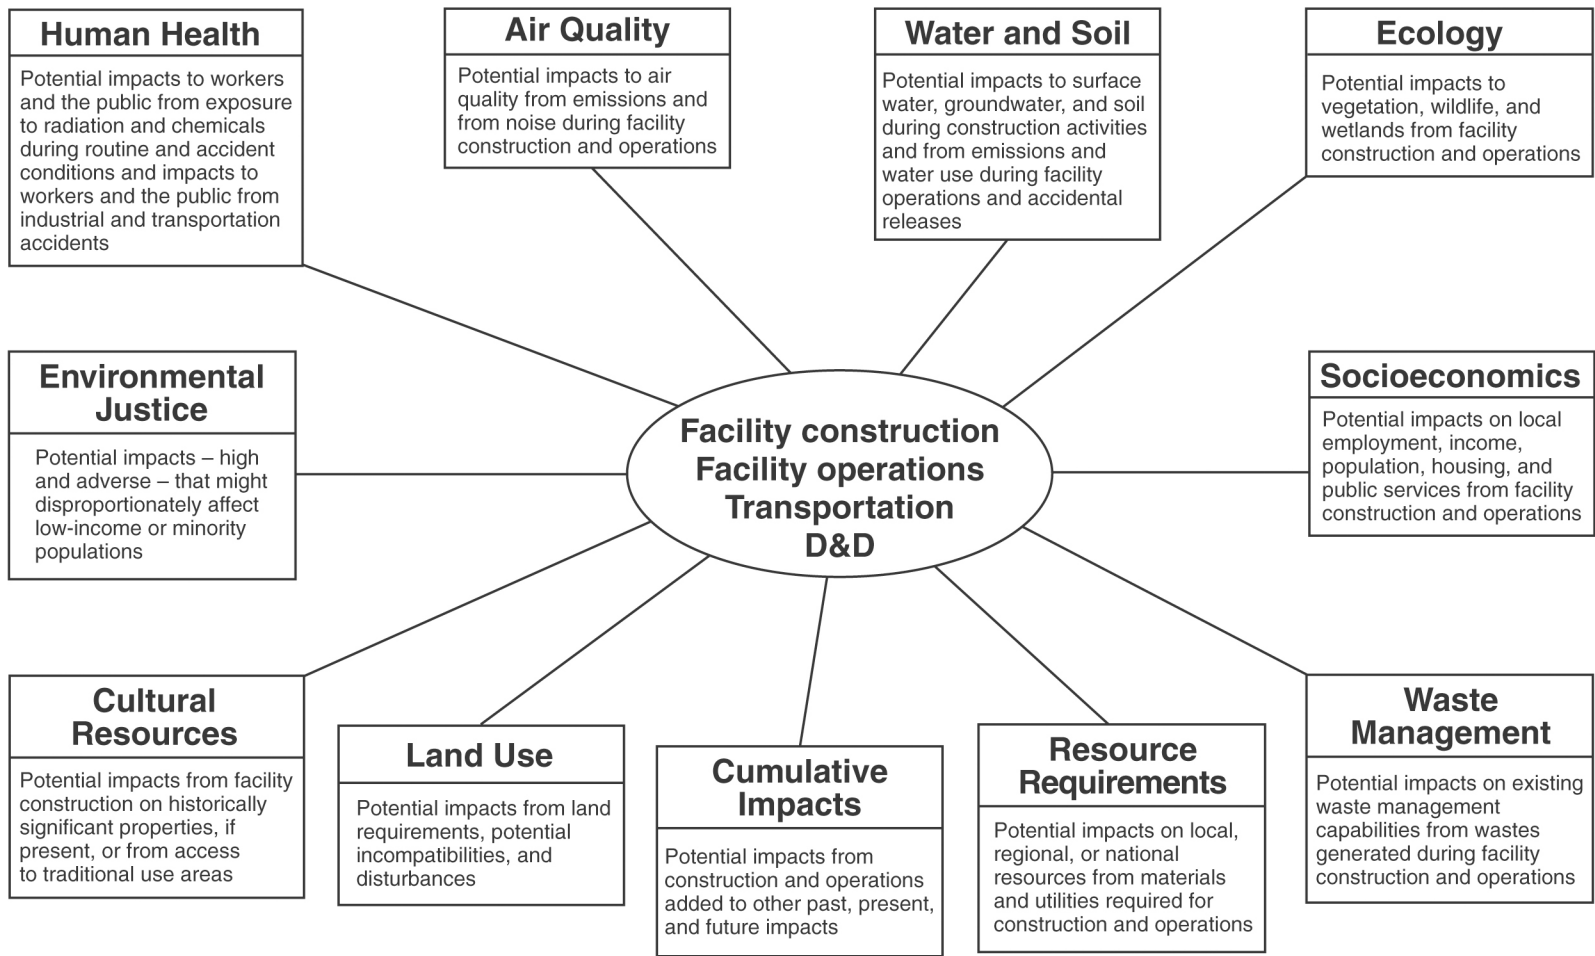 Human Health
Potential impacts to workers
and the public from exposure
to radiation and chemicals
during routine and accident
conditions and impacts to
workers and the public from
industrial and transportation
accidents
Air Quality
Potential impacts to air
quality from emissions and
from noise during facility
construction and operations
Water and Soil
Potential impacts to surface
water, groundwater, and soil
during construction activities
and from emissions and
water use during facility
operations and accidental
releases
Ecology
Potential impacts to
vegetation, wildlife, and
wetlands from facility
construction and operations
Environmental
Justice
Potential impacts – high
and adverse – that might
disproportionately affect
low-income or minority
populations
Facility construction
Facility operations
Transportation
D&D
Socioeconomics
Potential impacts on local
employment, income,
population, housing, and
public services from facility
construction and operations
Cultural
Resources
Potential impacts from facility
construction on historically
significant properties, if
present, or from access
to traditional use areas
Land Use
Potential impacts from land
requirements, potential
incompatibilities, and
disturbances
Cumulative
Impacts
Potential impacts from
construction and operations
added to other past, present,
and future impacts
Resource
Requirements
Potential impacts on local,
regional, or national
resources from materials
and utilities required for
construction and operations
Waste
Management
Potential impacts on existing
waste management
capabilities from wastes
generated during facility
construction and operations